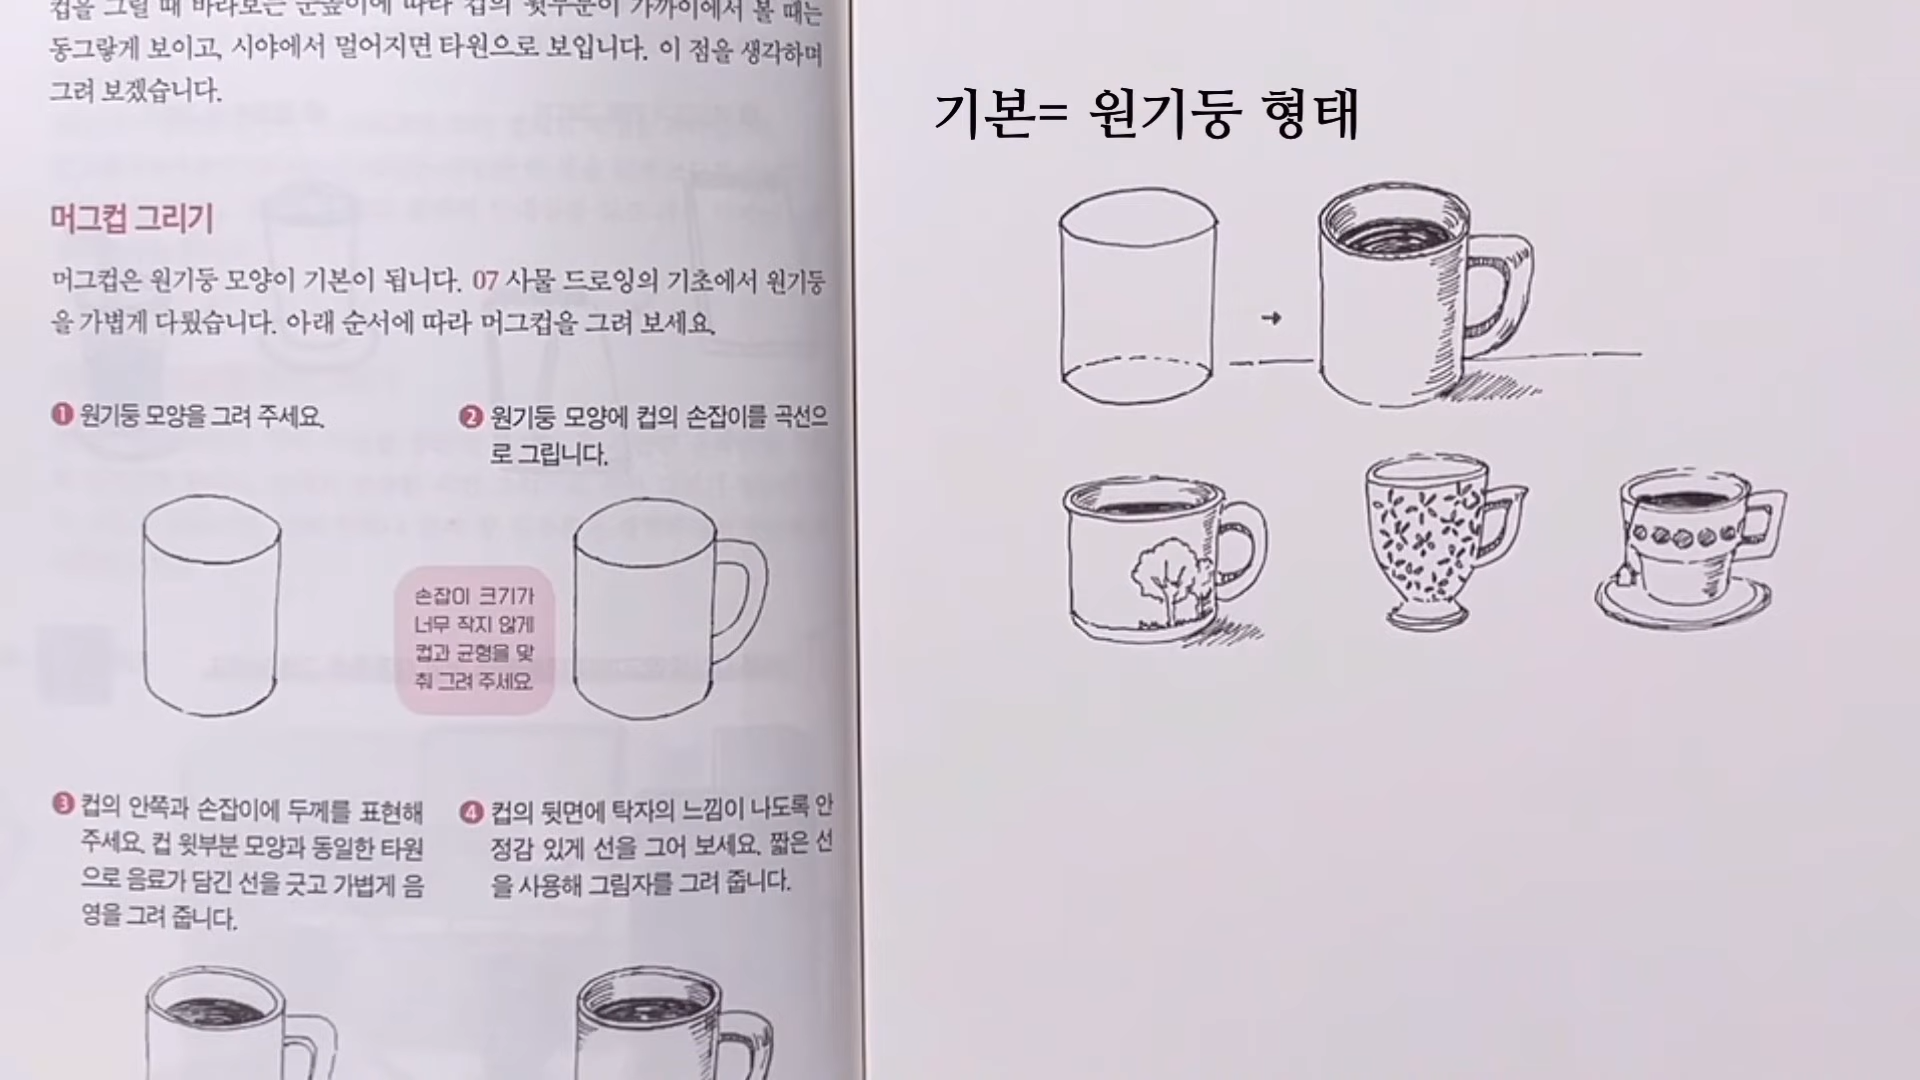 컵을 그릴 때 바라보는 눈높이에 따라 컵의 윗부분이 가까이에서 볼 때는
동그랗게 보이고, 시야에서 멀어지면 타원으로 보입니다. 이 점을 생각하며
그려 보겠습니다.
머그컵 그리기
머그컵은 원기둥 모양이 기본이 됩니다. 07 사물 드로잉의 기초에서 원기둥
을 가볍게 다뤘습니다. 아래 순서에 따라 머그컵을 그려 보세요.
1 원기둥 모양을 그려 주세요.
2 원기둥 모양에 컵의 손잡이를 곡선으
로 그립니다.
손잡이 크기가
너무 작지 않게
컵과 균형을 맞
춰 그려 주세요.
3 컵의 안쪽과 손잡이에 두께를 표현해
주세요. 컵 윗부분 모양과 동일한 타원
으로 음료가 담긴 선을 긋고 가볍게 음
영을 그려 줍니다.
4 컵의 뒷면에 탁자의 느낌이 나도록 안
정감 있게 선을 그어 보세요. 짧은 선
을 사용해 그림자를 그려 줍니다.
기본= 원기둥 형태